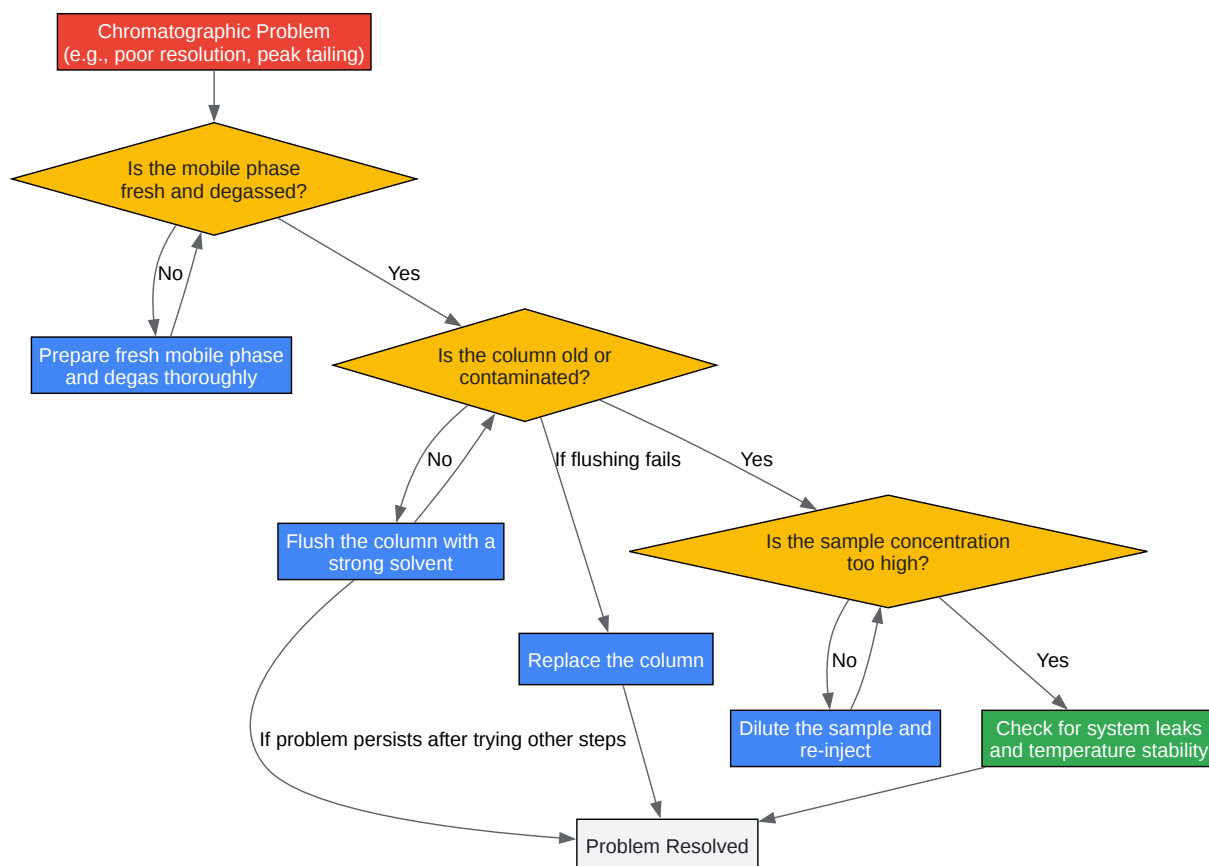 Chromatographic Problem
(e.g., poor resolution, peak tailing)
Is the mobile phase
fresh and degassed?
No
Yes
Prepare fresh mobile phase
and degas thoroughly
Is the column old or
contaminated?
No
If flushing fails
Yes
Flush the column with a
strong solvent
Is the sample concentration
too high?
Replace the column
No
Yes
If problem persists after trying other steps
Dilute the sample and
re-inject
Check for system leaks
and temperature stability
Problem Resolved